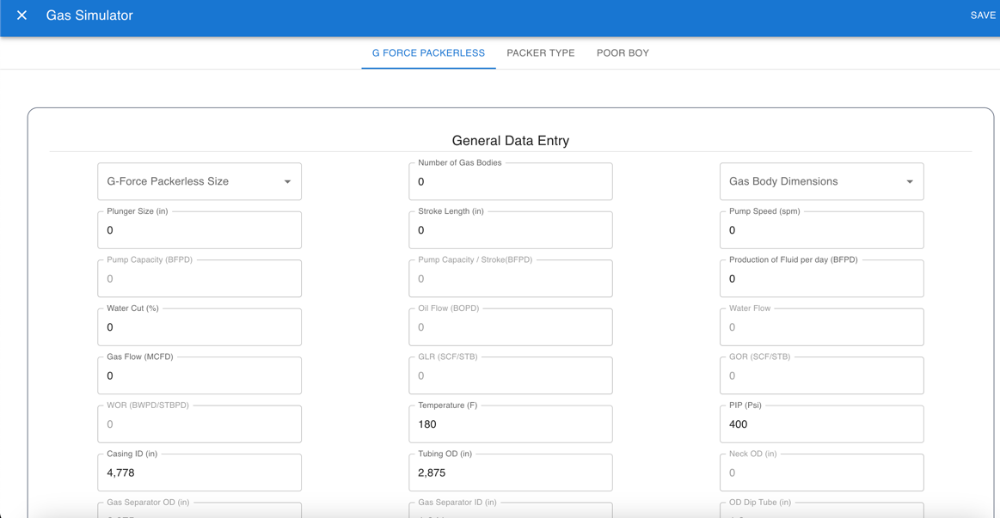 Gas Simulator
SAVE
G FORCE PACKERLESS PACKER TYPE POOR BOY
General Data Entry
G-Force Packerless Size
Number of Gas Bodies
0
Gas Body Dimensions
Plunger Size (in)
0
Stroke Length (in)
0
Pump Speed (spm)
0
Pump Capacity (BFPD)
0
Pump Capacity / Stroke(BFPD)
0
Production of Fluid per day (BFPD)
0
Water Cut (%)
0
Oil Flow (BOPD)
0
Water Flow
0
Gas Flow (MCFD)
0
GLR (SCF/STB)
0
GOR (SCF/STB)
0
WOR (BWPD/STBPD)
0
Temperature (F)
180
PIP (Psi)
400
Casing ID (in)
4,778
Tubing OD (in)
2,875
Neck OD (in)
0
Gas Separator OD (in)
Gas Separator ID (in)
OD Dip Tube (in)